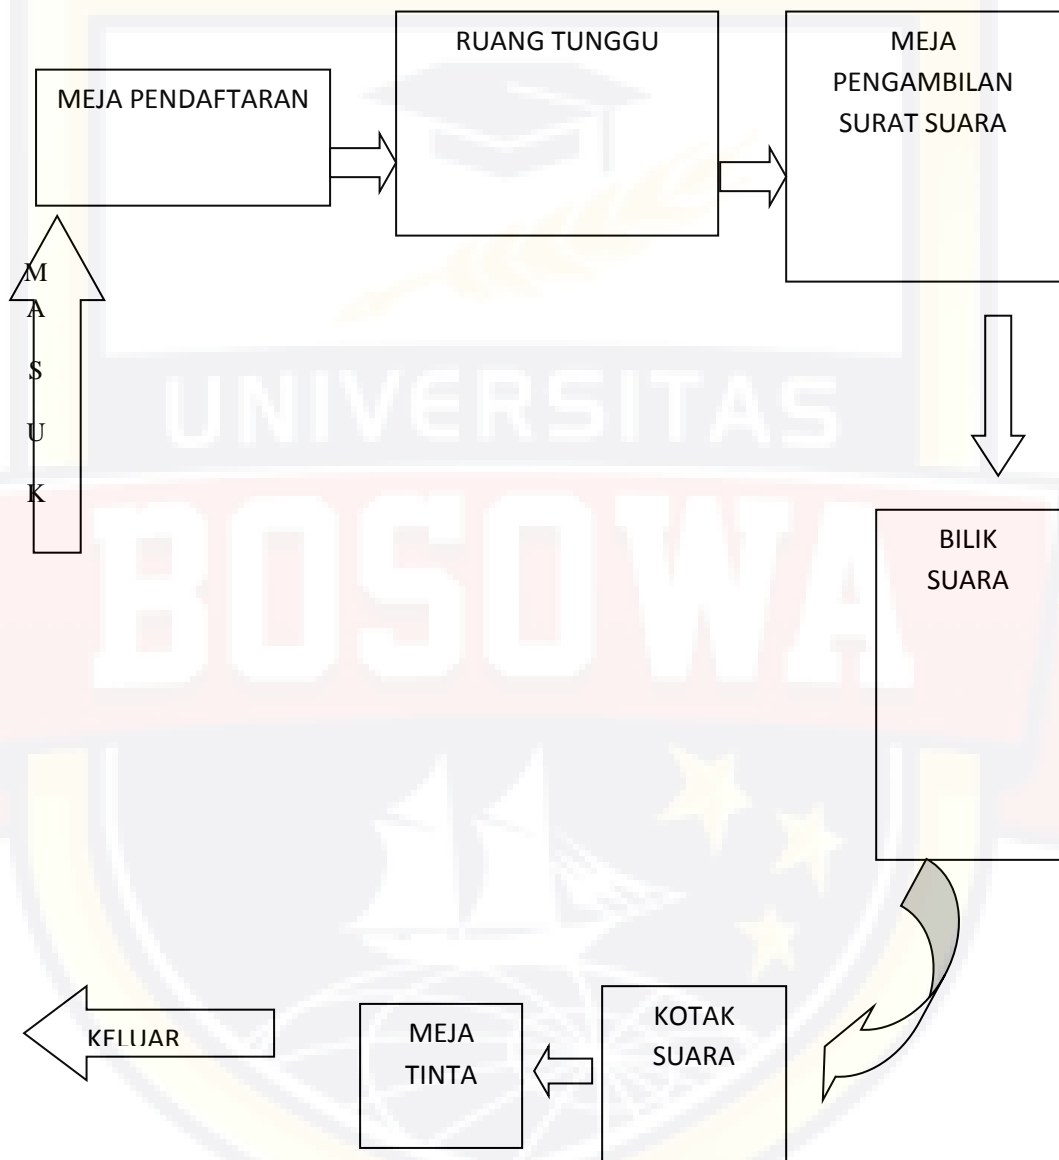 MEJA PENDAFTARAN
RUANG TUNGGU
MEJA
PENGAMBILAN
SURAT SUARA
M
A
S
U
K
UNIVERSITAS
BOSOWA
BILIK
SUARA
KOTAK
SUARA
MEJA
TINTA
KELUAR